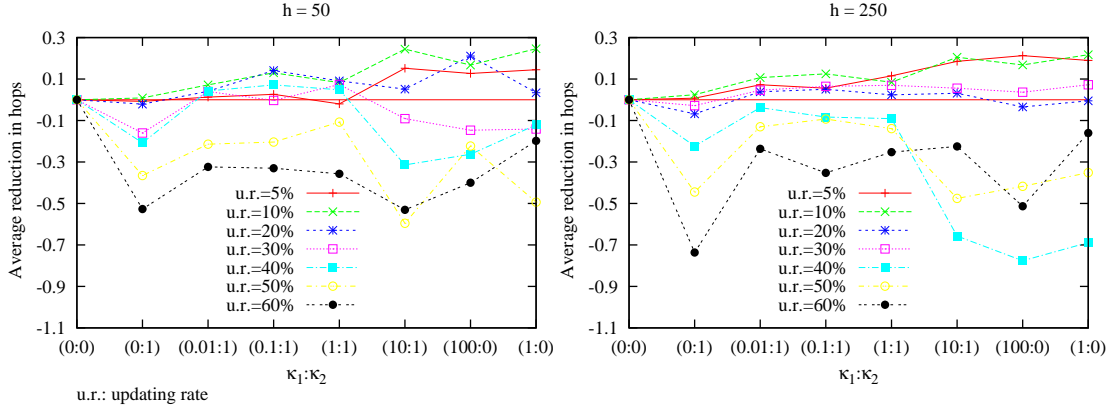 h = 50
Average reduction in hops
0.3
0.1
-0.1
-0.3
-0.5
-0.7
-0.9
-1.1
u.r.=5%
u.r.=10%
u.r.=20%
u.r.=30%
u.r.=40%
u.r.=50%
u.r.=60%
(0:0) (0:1) (0.01:1) (0.1:1) (1:1) (10:1) (100:0) (1:0)
κ1:κ2
u.r.: updating rate
h = 250
Average reduction in hops
0.3
0.1
-0.1
-0.3
-0.5
-0.7
-0.9
-1.1
u.r.=5%
u.r.=10%
u.r.=20%
u.r.=30%
u.r.=40%
u.r.=50%
u.r.=60%
(0:0) (0:1) (0.01:1) (0.1:1) (1:1) (10:1) (100:0) (1:0)
κ1:κ2